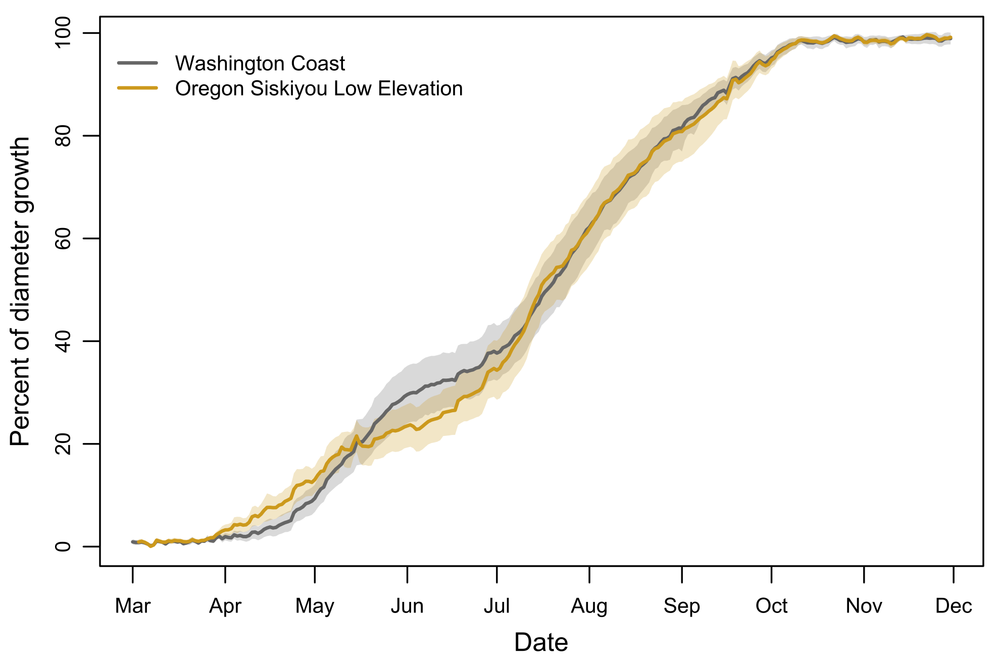 Washington Coast
Oregon Siskiyou Low Elevation
Percent of diameter growth
100
80
60
40
20
0
Mar Apr May Jun Jul Aug Sep Oct Nov Dec
Date